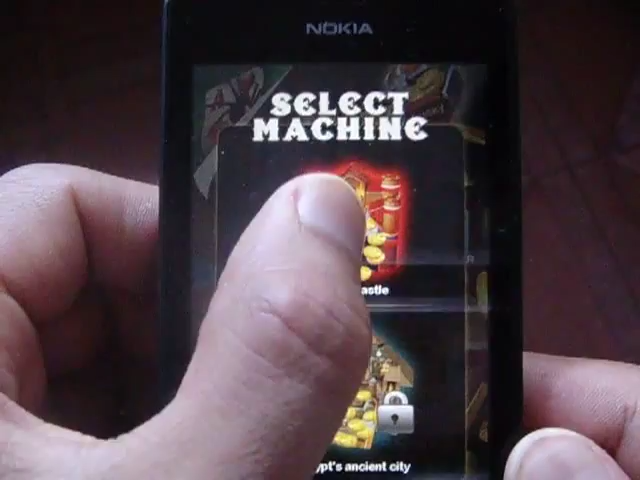 NOKIA
SELECT
MACHINE
astle
ypt's ancient city